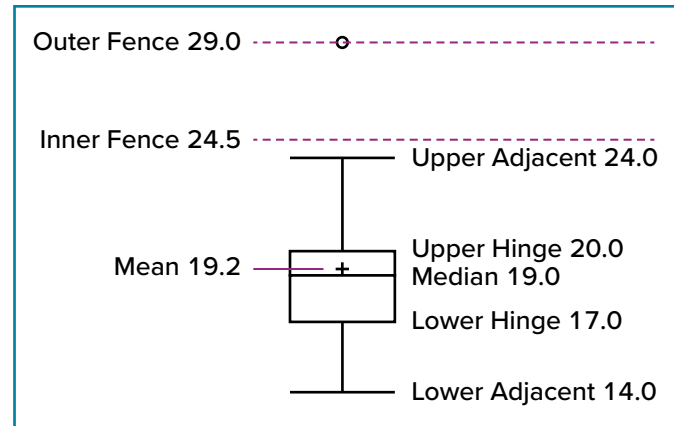 Outer Fence 29.0
Inner Fence 24.5
Upper Adjacent 24.0
Upper Hinge 20.0
Mean 19.2
Median 19.0
Lower Hinge 17.0
Lower Adjacent 14.0